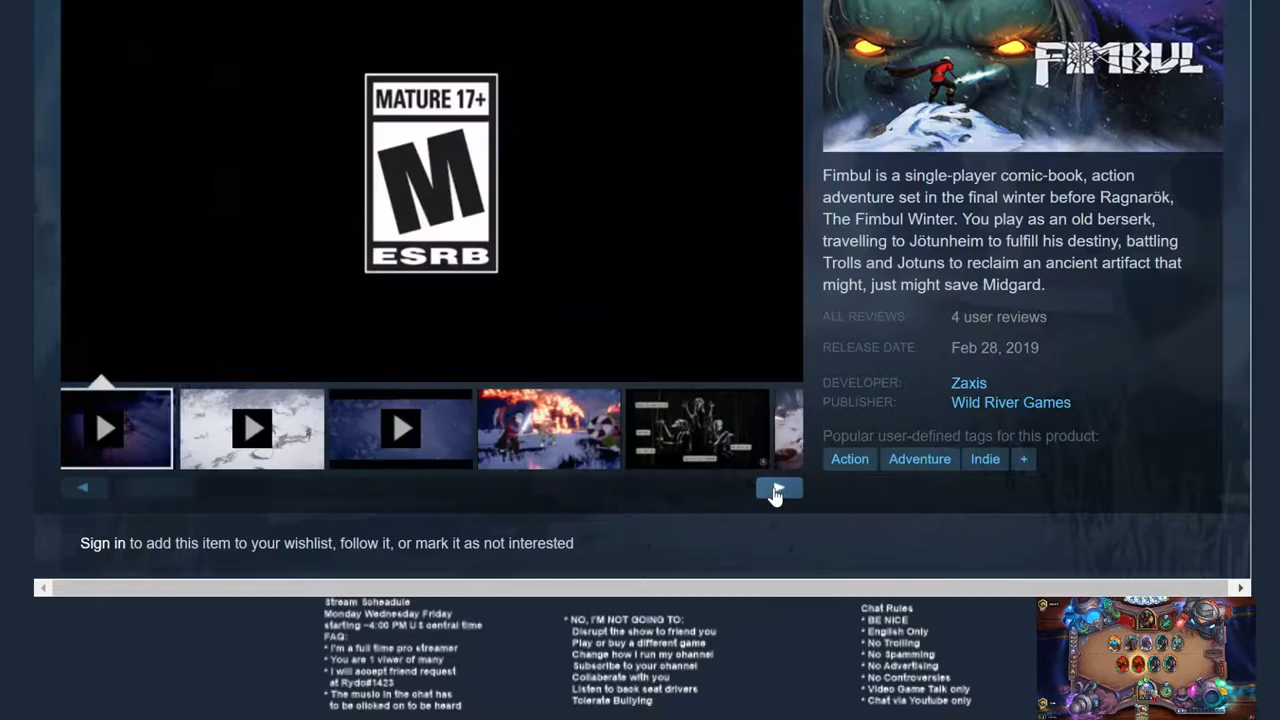 MATURE 17+
M
ESRB
FIMBUL
Fimbul is a single-player comic-book, action
adventure set in the final winter before Ragnarök,
The Fimbul Winter. You play as an old berserk,
travelling to Jötunheim to fulfill his destiny, battling
Trolls and Jotuns to reclaim an ancient artifact that
might, just might save Midgard.
ALL REVIEWS: 4 user reviews
RELEASE DATE: Feb 28, 2019
DEVELOPER: Zaxis
PUBLISHER: Wild River Games
Popular user-defined tags for this product:
Action Adventure Indie +
Sign in to add this item to your wishlist, follow it, or mark it as not interested
Stream Scheadule
Monday Wednesday Friday
starting ~4:00 PM US central time
FAQ:
* I'm a full time pro streamer
* You are 1 viwer of many
* I will accept friend request
at Rydo#1423
* The music in the chat has
to be clicked on to be heard
* NO, I'M NOT GOING TO:
Disrupt the show to friend you
Play or buy a different game
Change how I run my channel
Subscribe to your channel
Collaberate with you
Listen to back seat drivers
Tolerate Bullying
Chat Rules
* BE NICE
* English Only
* No Trolling
* No Spamming
* No Advertising
* No Controversies
* Video Game Talk only
* Chat via Youtube only